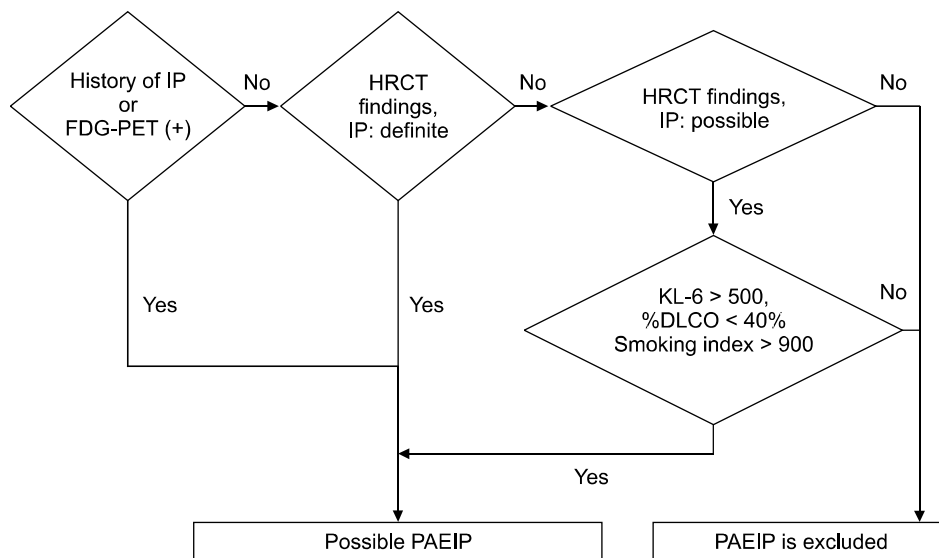 History of IP
or
FDG-PET (+)
No
HRCT
findings,
IP: definite
No
HRCT findings,
IP: possible
No
Yes
Yes
Yes
KL-6 > 500,
%DLCO < 40%
Smoking index > 900
No
Yes
Possible PAEIP
PAEIP is excluded